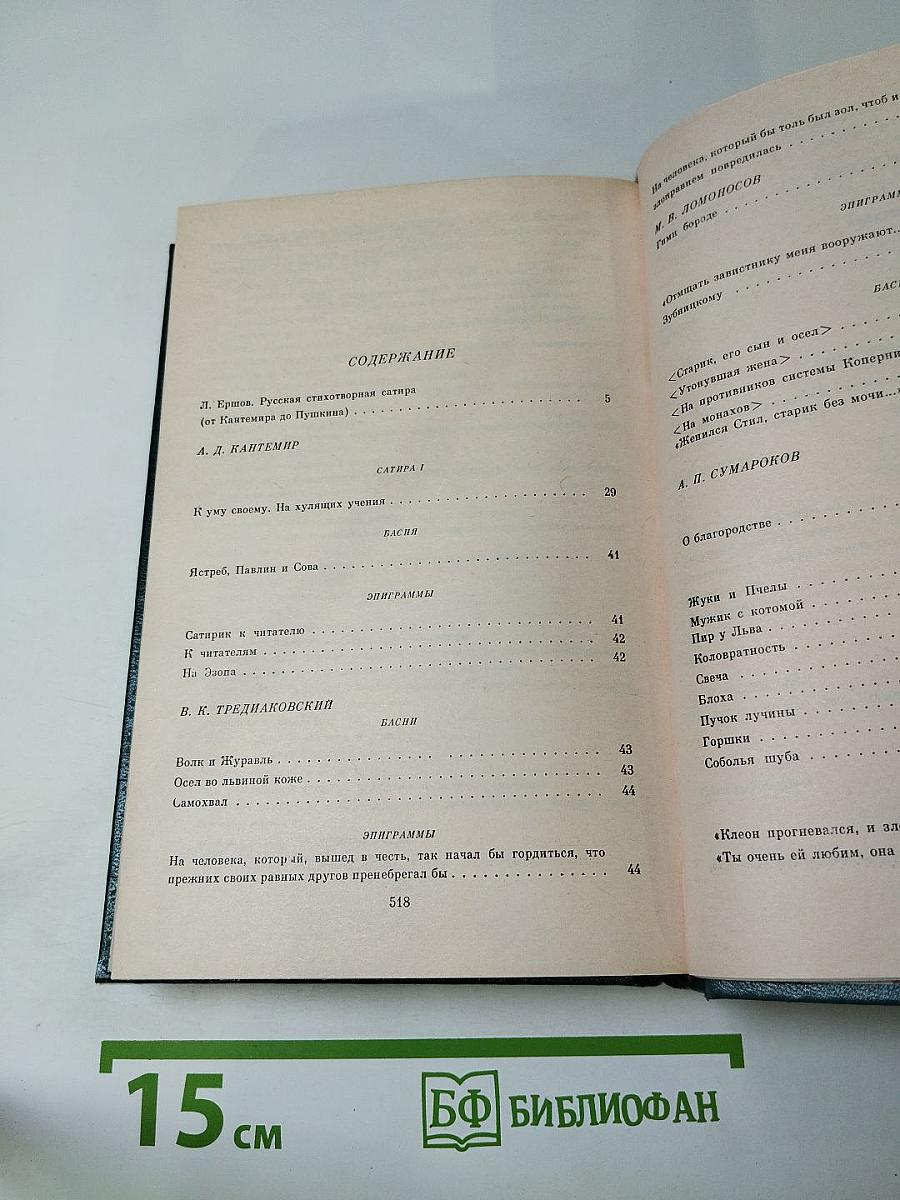 СОДЕРЖАНИЕ
Л. Ершов. Русская стихотворная сатира
(от Кантемира до Пушкина) . . . . . . . . . . . . . . . . . . . . 5
А. Д. КАНТЕМИР
САТИРА I
К уму своему. На хулящих учения . . . . . . . . . . . . . . . . . . 29
БАСНЯ
Ястреб, Павлин и Сова . . . . . . . . . . . . . . . . . . . . . . . . 41
ЭПИГРАММЫ
Сатирик к читателю . . . . . . . . . . . . . . . . . . . . . . . . . 41
К читателям . . . . . . . . . . . . . . . . . . . . . . . . . . . . 42
На Эзопа . . . . . . . . . . . . . . . . . . . . . . . . . . . . . . 42
В. К. ТРЕДИАКОВСКИЙ
БАСНИ
Волк и Журавль . . . . . . . . . . . . . . . . . . . . . . . . . . 43
Осел во львиной коже . . . . . . . . . . . . . . . . . . . . . . . . 43
Самохвал . . . . . . . . . . . . . . . . . . . . . . . . . . . . . . 44
ЭПИГРАММЫ
На человека, который, вышед в честь, так начал бы гордиться, что
прежних своих равных другов пренебрегал бы . . . . . . . . . . . . . . 44
518
На человека, который бы толь был зол, чтоб и
злонравием повредилась . . . . . . . . . .
М. В. ЛОМОНОСОВ
Гимн бороде . . . . . . . . . . . .
ЭПИГРАММ
«Отмщать завистнику меня вооружают...
Зубницкому . . . . . . . . . .
БАС
<Старик, его сын и осел> . . . . .
<Утонувшая жена> . . . . . . . .
<На противников системы Коперни
<На монахов> . . . . . . . . . .
«Женился Стил, старик без мочи...»
А. П. СУМАРОКОВ
О благородстве . . . . . . . . .
Жуки и Пчелы . . . . . . . .
Мужик с котомой . . . . . . .
Пир у Льва . . . . . . . . . .
Коловратность . . . . . . . .
Свеча . . . . . . . . . . . .
Блоха . . . . . . . . . . . .
Пучок лучины . . . . . . . .
Горшки . . . . . . . . . . .
Соболья шуба . . . . . . . .
«Клеон прогневался, и зло
«Ты очень ей любим, она
15 см
БФ БИБЛИОФАН